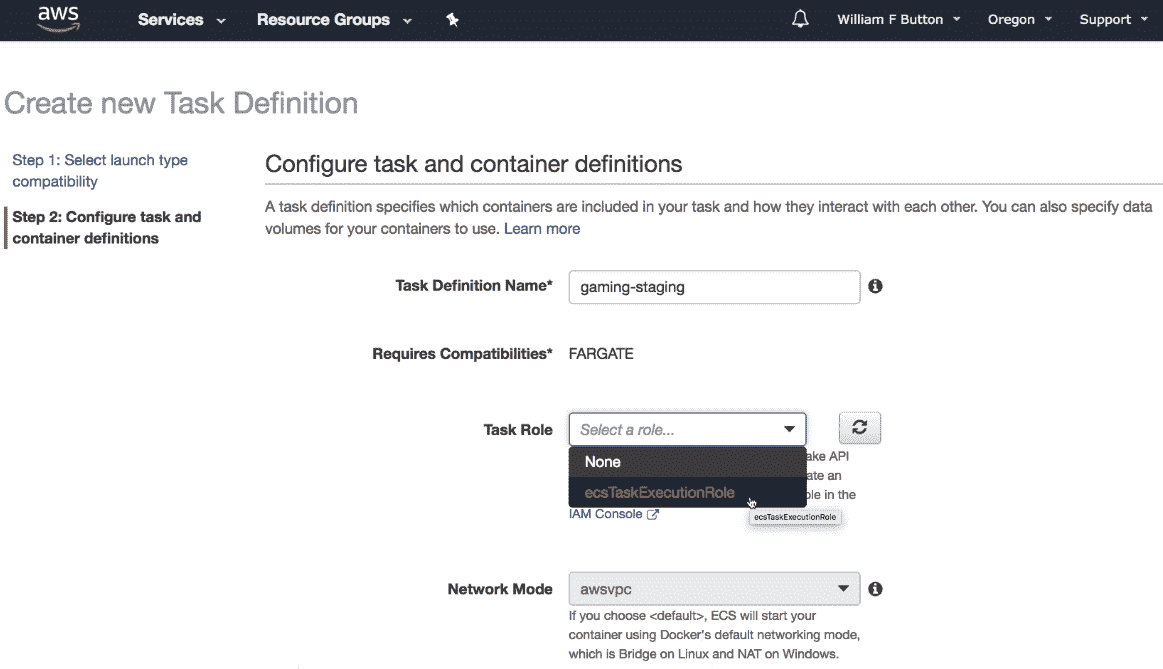 aws
Services
Resource Groups
William F Button
Oregon
Support
Create new Task Definition
Step 1: Select launch type
compatibility
Step 2: Configure task and
container definitions
Configure task and container definitions
A task definition specifies which containers are included in your task and how they interact with each other. You can also specify data
volumes for your containers to use. Learn more
Task Definition Name*
gaming-staging
Requires Compatibilities*
FARGATE
Task Role
Select a role...
None
ecsTaskExecutionRole
API
an
in the
IAM Console
ecsTaskExecutionRole
Network Mode
awsvpc
If you choose <default>, ECS will start your
container using Docker's default networking mode,
which is Bridge on Linux and NAT on Windows.